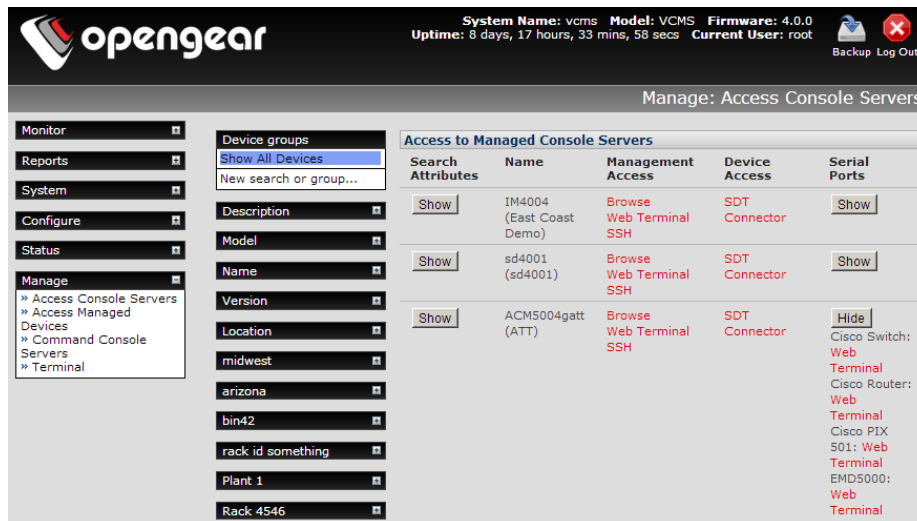 opengear
System Name: vcms Model: VCMS Firmware: 4.0.0
Uptime: 8 days, 17 hours, 33 mins, 58 secs Current User: root
Backup Log Out
Manage: Access Console Servers
Monitor
Reports
System
Configure
Status
Manage
» Access Console Servers
» Access Managed
Devices
» Command Console
Servers
» Terminal
Device groups
Show All Devices
New search or group...
Description
Model
Name
Version
Location
midwest
arizona
bin42
rack id something
Plant 1
Rack 4546
Access to Managed Console Servers
Search Attributes
Name
Management Access
Device Access
Serial Ports
Show
IM4004
(East Coast
Demo)
Browse
Web Terminal
SSH
SDT
Connector
Show
Show
sd4001
(sd4001)
Browse
Web Terminal
SSH
SDT
Connector
Show
Show
ACM5004gatt
(ATT)
Browse
Web Terminal
SSH
SDT
Connector
Hide
Cisco Switch:
Web
Terminal
Cisco Router:
Web
Terminal
Cisco PIX
501: Web
Terminal
EMD5000:
Web
Terminal